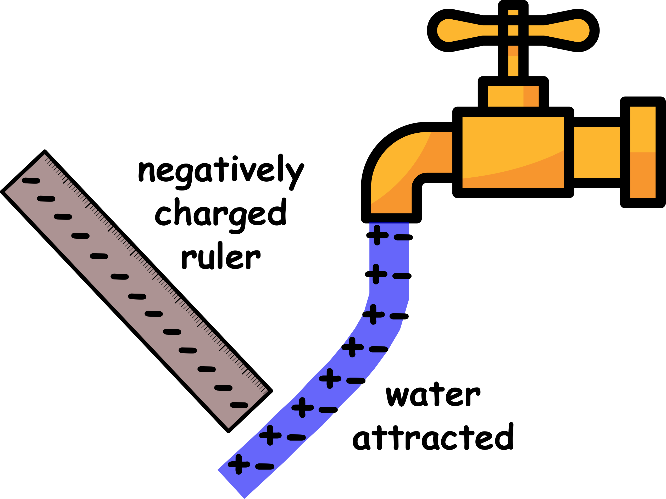 negatively
charged
ruler
water
attracted